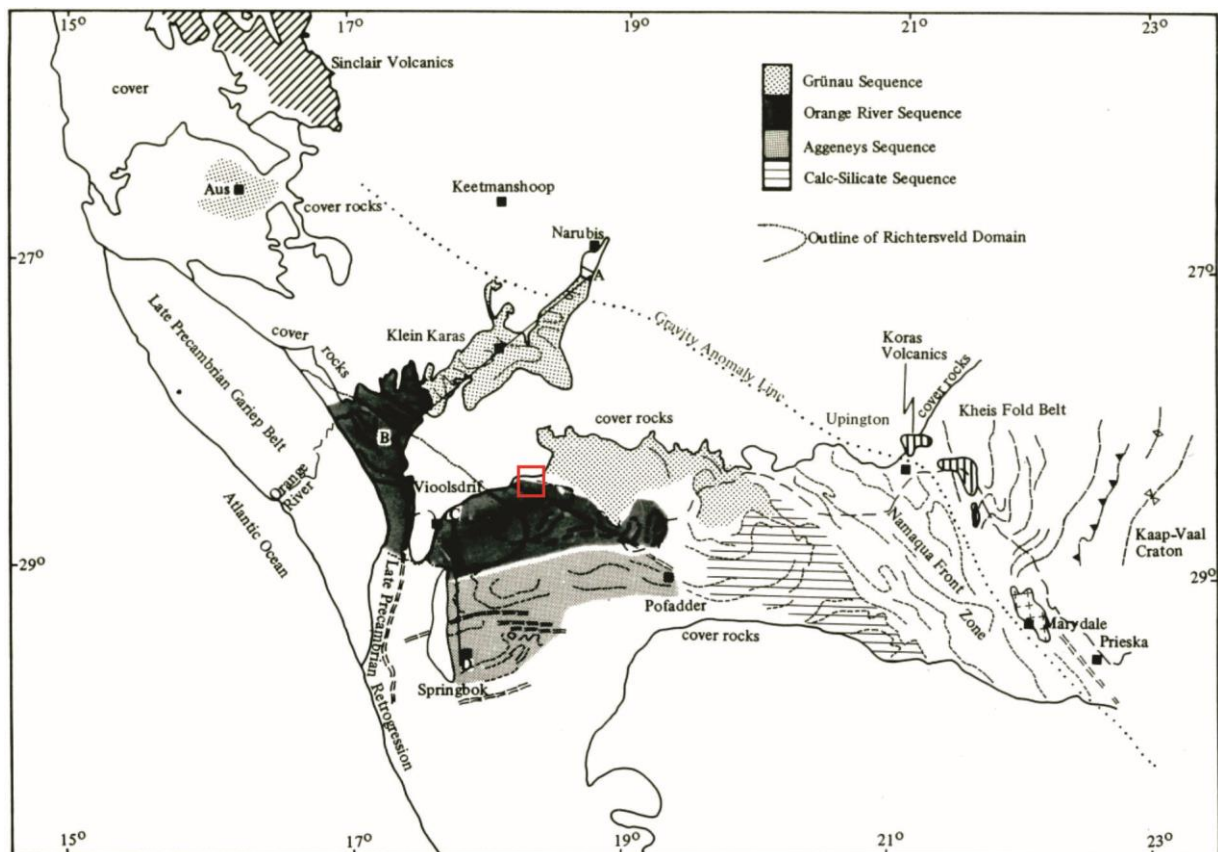 15°
17°
19°
21°
23°
Sinclair Volcanics
cover
Grünau Sequence
Orange River Sequence
Aggeneys Sequence
Calc-Silicate Sequence
Aus
Keetmanshoop
cover rocks
Narubis
Outline of Richtersveld Domain
27°
27°
A
Late Precambrian Gariep Belt
cover
rocks
Klein Karas
Gravity Anomaly Line
Koras
Volcanics
cover rocks
cover rocks
Upington
Kheis Fold Belt
B
Orange
River
Vioolsdrif
C
Atlantic Ocean
Namaqua Front
Zone
Kaap-Vaal
Craton
29°
29°
Late Precambrian Retrogression
Pofadder
cover rocks
Marydale
Prieska
D
Springbok
15°
17°
19°
21°
23°